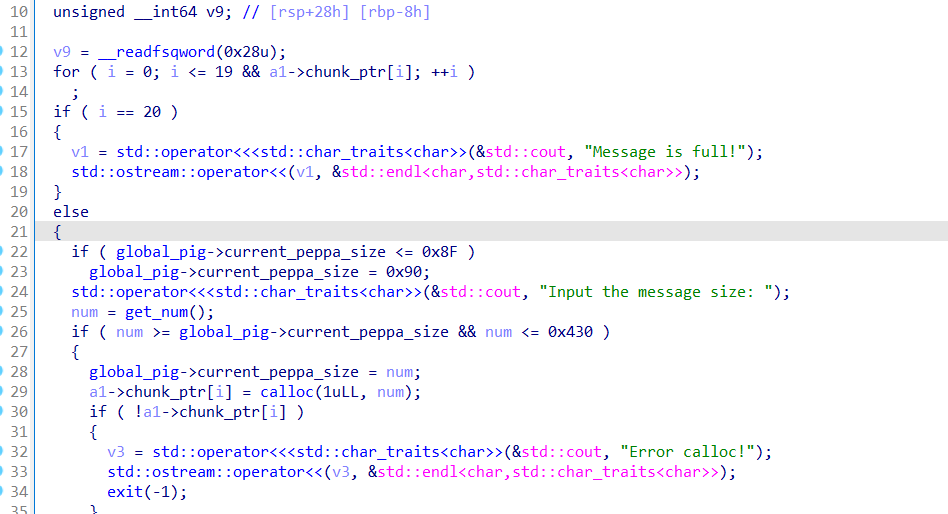 10 unsigned __int64 v9; // [rsp+28h] [rbp-8h]
11
12 v9 = __readfsqword(0x28u);
13 for ( i = 0; i <= 19 && a1->chunk_ptr[i]; ++i )
14 ;
15 if ( i == 20 )
16 {
17 v1 = std::operator<<<std::char_traits<char>>(&std::cout, "Message is full!");
18 std::ostream::operator<<(v1, &std::endl<char,std::char_traits<char>>);
19 }
20 else
21 {
22 if ( global_pig->current_peppa_size <= 0x8F )
23 global_pig->current_peppa_size = 0x90;
24 std::operator<<<std::char_traits<char>>(&std::cout, "Input the message size: ");
25 num = get_num();
26 if ( num >= global_pig->current_peppa_size && num <= 0x430 )
27 {
28 global_pig->current_peppa_size = num;
29 a1->chunk_ptr[i] = calloc(1uLL, num);
30 if ( !a1->chunk_ptr[i] )
31 {
32 v3 = std::operator<<<std::char_traits<char>>(&std::cout, "Error calloc!");
33 std::ostream::operator<<(v3, &std::endl<char,std::char_traits<char>>);
34 exit(-1);
35 }